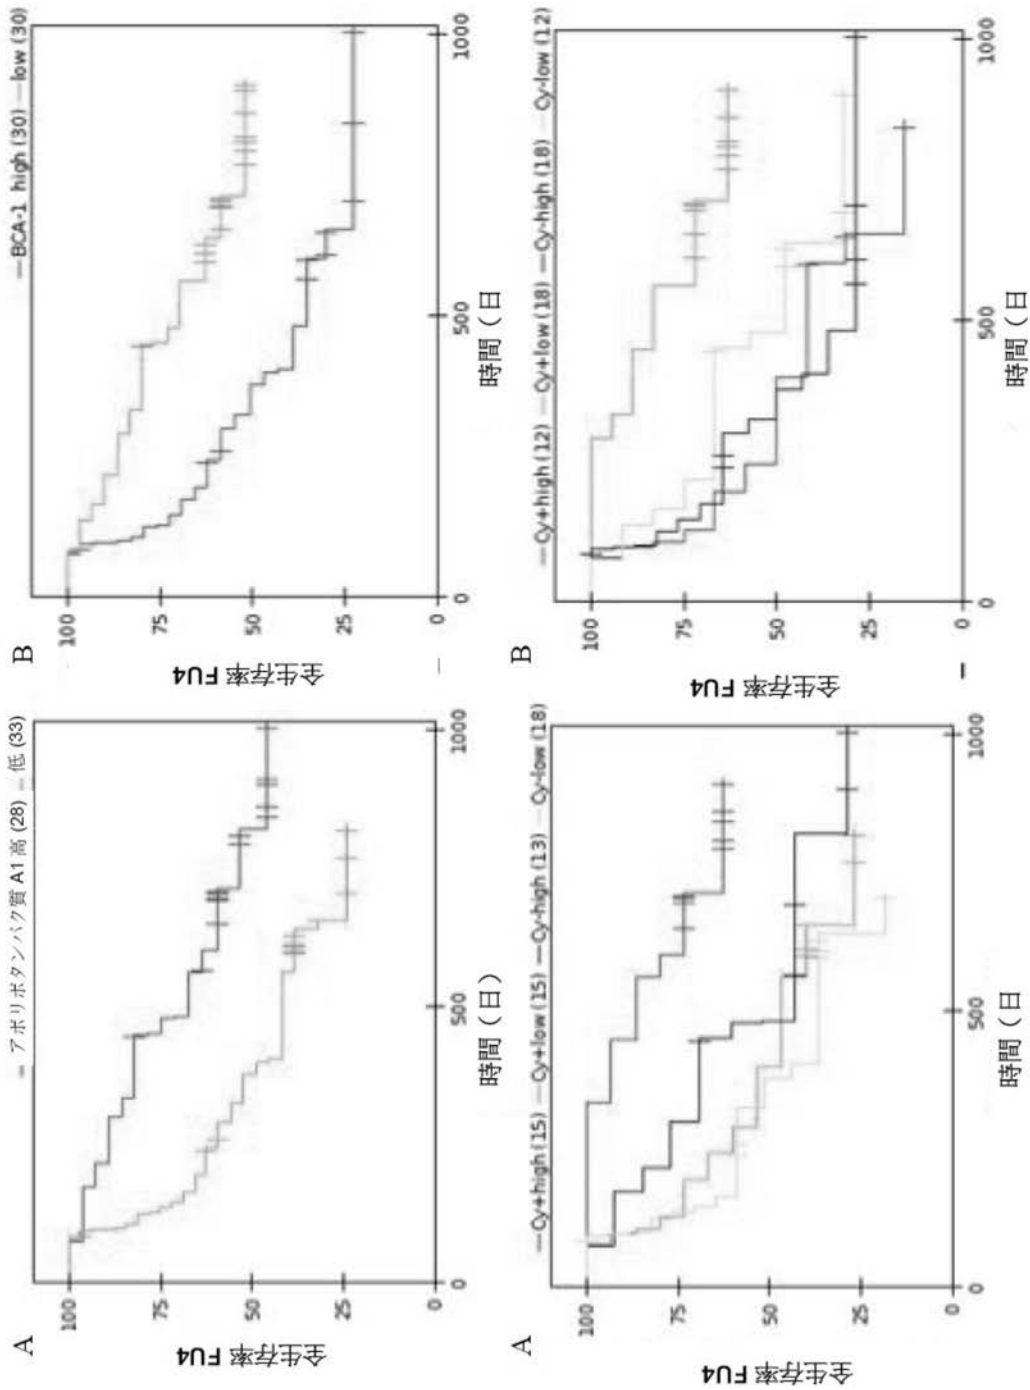 A
— アポリポタンパク質 A1 高 (28) — 低 (33)
全生存率 FU4
100
75
50
25
0
0
500
1000
時間（日）
B
— BCA-1 high (30) — low (30)
全生存率 FU4
100
75
50
25
0
500
1000
時間（日
A
— Cy+high (15) — Cy+low (15) — Cy-high (13) — Cy-low (18)
全生存率 FU4
100
75
50
25
0
0
500
1000
時間（日
B
— Cy+high (12) — Cy+low (18) — Cy-high (18) — Cy-low (12)
全生存率 FU4
100
75
50
25
0
0
500
1000
時間（日